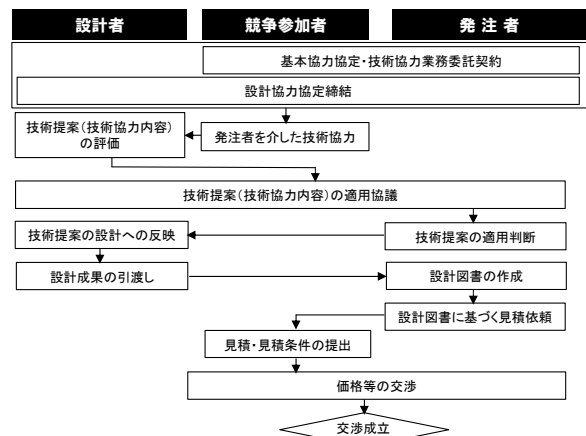 設計者
競争参加者
発注者
基本協力協定・技術協力業務委託契約
設計協力協定締結
技術提案(技術協力内容)
の評価
発注者を介した技術協力
技術提案(技術協力内容)の適用協議
技術提案の設計への反映
技術提案の適用判断
設計成果の引渡し
設計図書の作成
設計図書に基づく見積依頼
見積・見積条件の提出
価格等の交渉
交渉成立